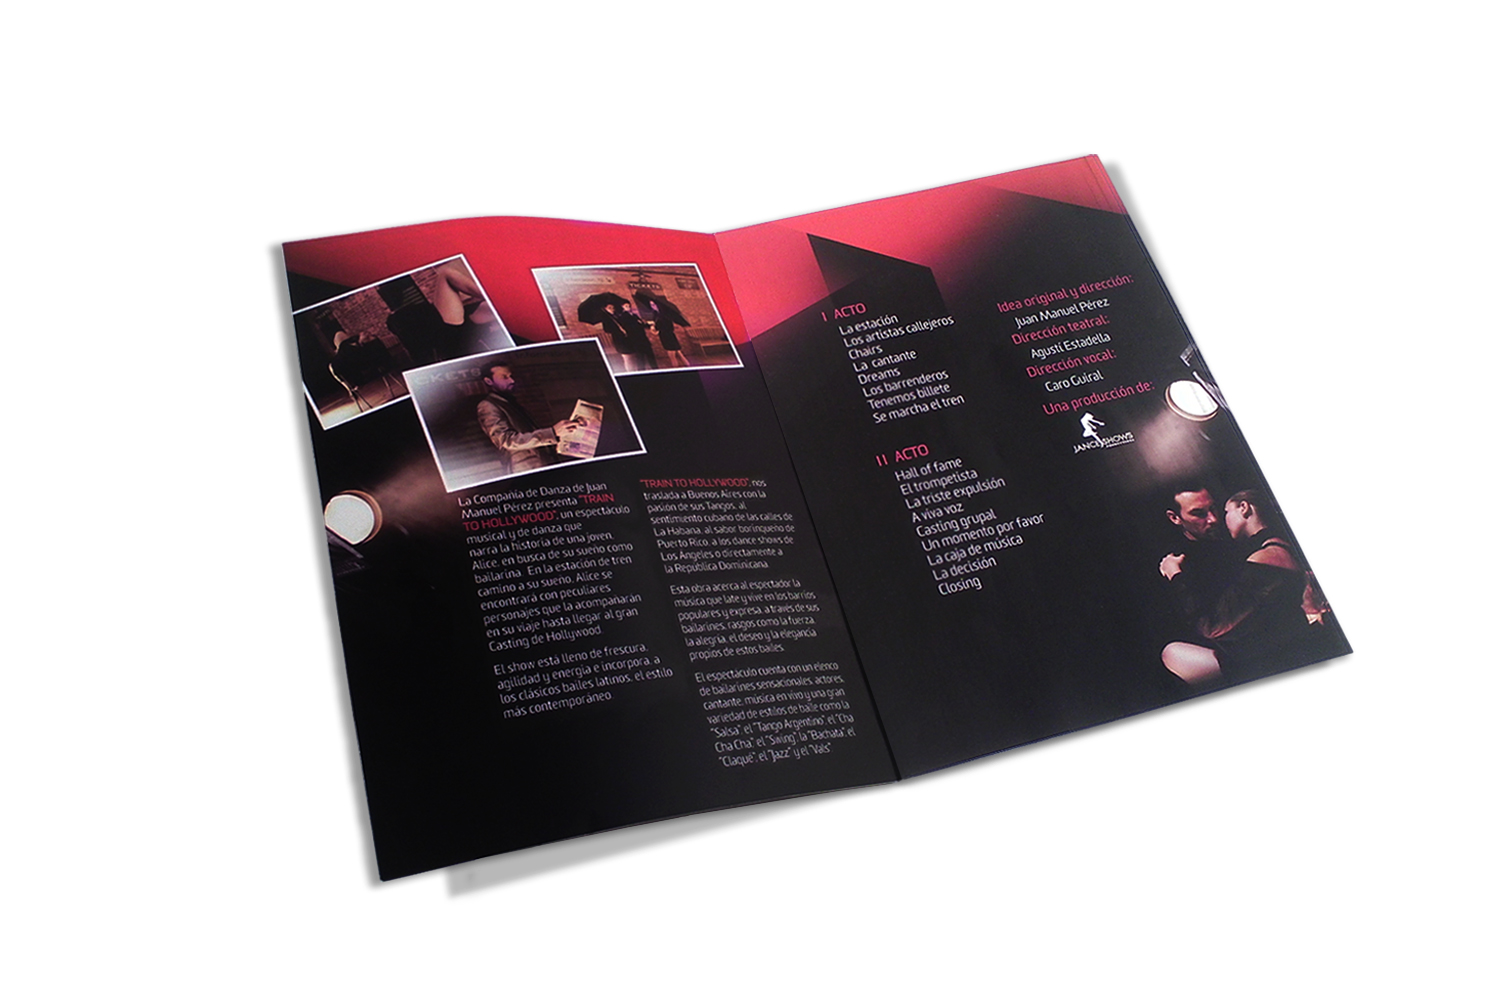 CKETS
TICKETS
La Compañía de Danza de Juan
Manuel Pérez presenta "TRAIN
TO HOLLYWOOD", un espectáculo
musical y de danza que
narra la historia de una joven,
Alice, en busca de su sueño como
bailarina. En la estación de tren
camino a su sueño, Alice se
encontrará con peculiares
personajes que la acompañarán
en su viaje hasta llegar al gran
Casting de Hollywood.
El show está lleno de frescura,
agilidad y energía e incorpora, a
los clásicos bailes latinos, el estilo
más contemporáneo.
"TRAIN TO HOLLYWOOD", nos
traslada a Buenos Aires con la
pasion de sus Tangos, al
sentimiento cubano de las calles de
La Habana, al sabor borinqueno de
Puerto Rico, a los dance shows de
Los Angeles o directamente a
la República Dominicana.
Esta obra acerca al espectador la
música que late y vive en los barrios
populares y expresa, a través de sus
bailarines, rasgos como la fuerza,
la alegría, el deseo y la elegancia
propios de estos bailes.
El espectáculo cuenta con un elenco
de bailarines sensacionales, actores,
cantante, música en vivo y una gran
variedad de estilos de baile como la
"Salsa", el "Tango Argentino", el "Cha
Cha Cha", el "Swing", la "Bachata", el
"Claqué", el "Jazz" y el "Vals"
I ACTO
La estación
Los artistas callejeros
Chairs
La cantante
Dreams
Los barrenderos
Tenemos billete
Se marcha el tren
II ACTO
Hall of fame
El trompetista
La triste expulsión
A viva voz
Casting grupal
Un momento por favor
La caja de música
La decisión
Closing
Idea original y dirección:
Juan Manuel Pérez
Dirección teatral:
Agustí Estadella
Dirección vocal:
Caro Guiral
Una producción de:
JANCE SHOWS